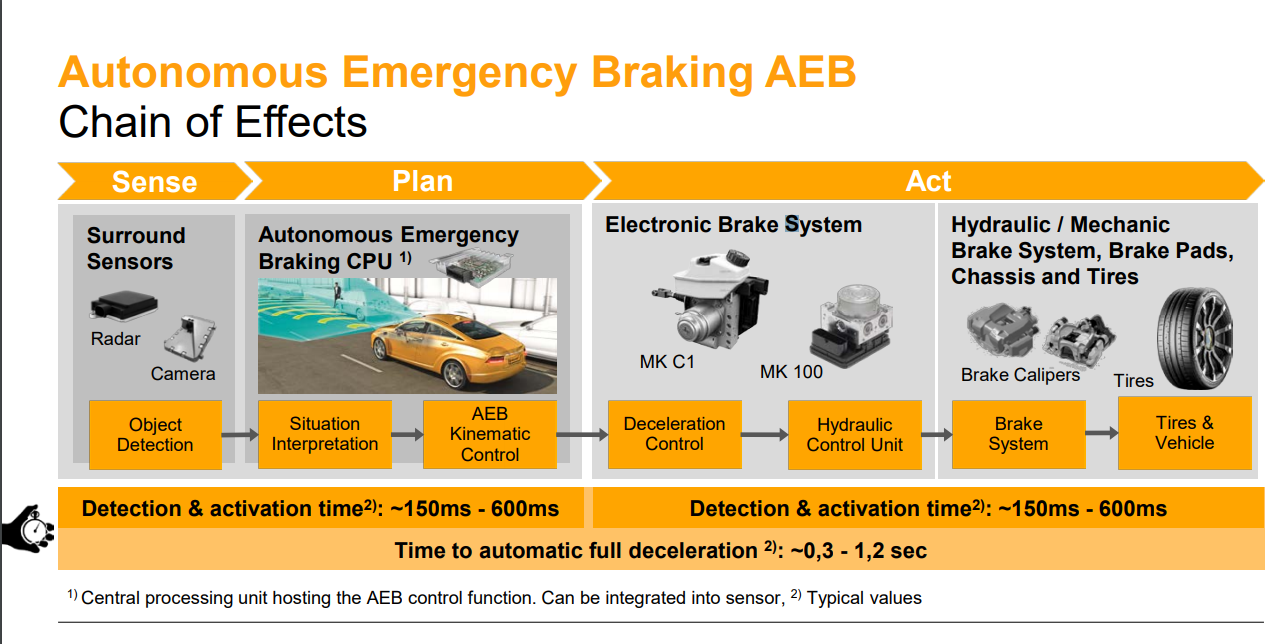 Autonomous Emergency Braking AEB
Chain of Effects
Sense
Plan
Act
Surround
Sensors
Radar
Camera
Autonomous Emergency
Braking CPU 1)
Electronic Brake System
MK C1
MK 100
Hydraulic / Mechanic
Brake System, Brake Pads,
Chassis and Tires
Brake Calipers
Tires
Object
Detection
Situation
Interpretation
AEB
Kinematic
Control
Deceleration
Control
Hydraulic
Control Unit
Brake
System
Tires &
Vehicle
Detection & activation time2): ~150ms - 600ms
Detection & activation time2): ~150ms - 600ms
Time to automatic full deceleration 2): ~0,3 - 1,2 sec
1) Central processing unit hosting the AEB control function. Can be integrated into sensor, 2) Typical values